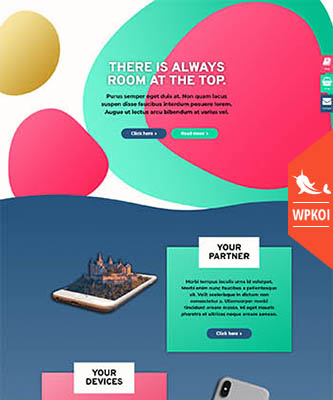 THERE IS ALWAYS
ROOM AT THE TOP.
Purus semper eget duis at. Non quam lacus
suspen disse faucibus interdum posuere lorem.
Augue ut lectus arcu bibendum at varius vel.
Click here >
Read more >
WPKOI
YOUR
PARTNER
Morbi tempus iaculis urna id volutpat.
Morbi enim nunc faucibus a pellentesque
sit. Velit scelerisque in dictum non
consectetur a. Ullamcorper morbi
tincidunt ornare massa. Mi eget mauris
pharetra et ultrices neque ornare aenean.
Click here >
YOUR
DEVICES